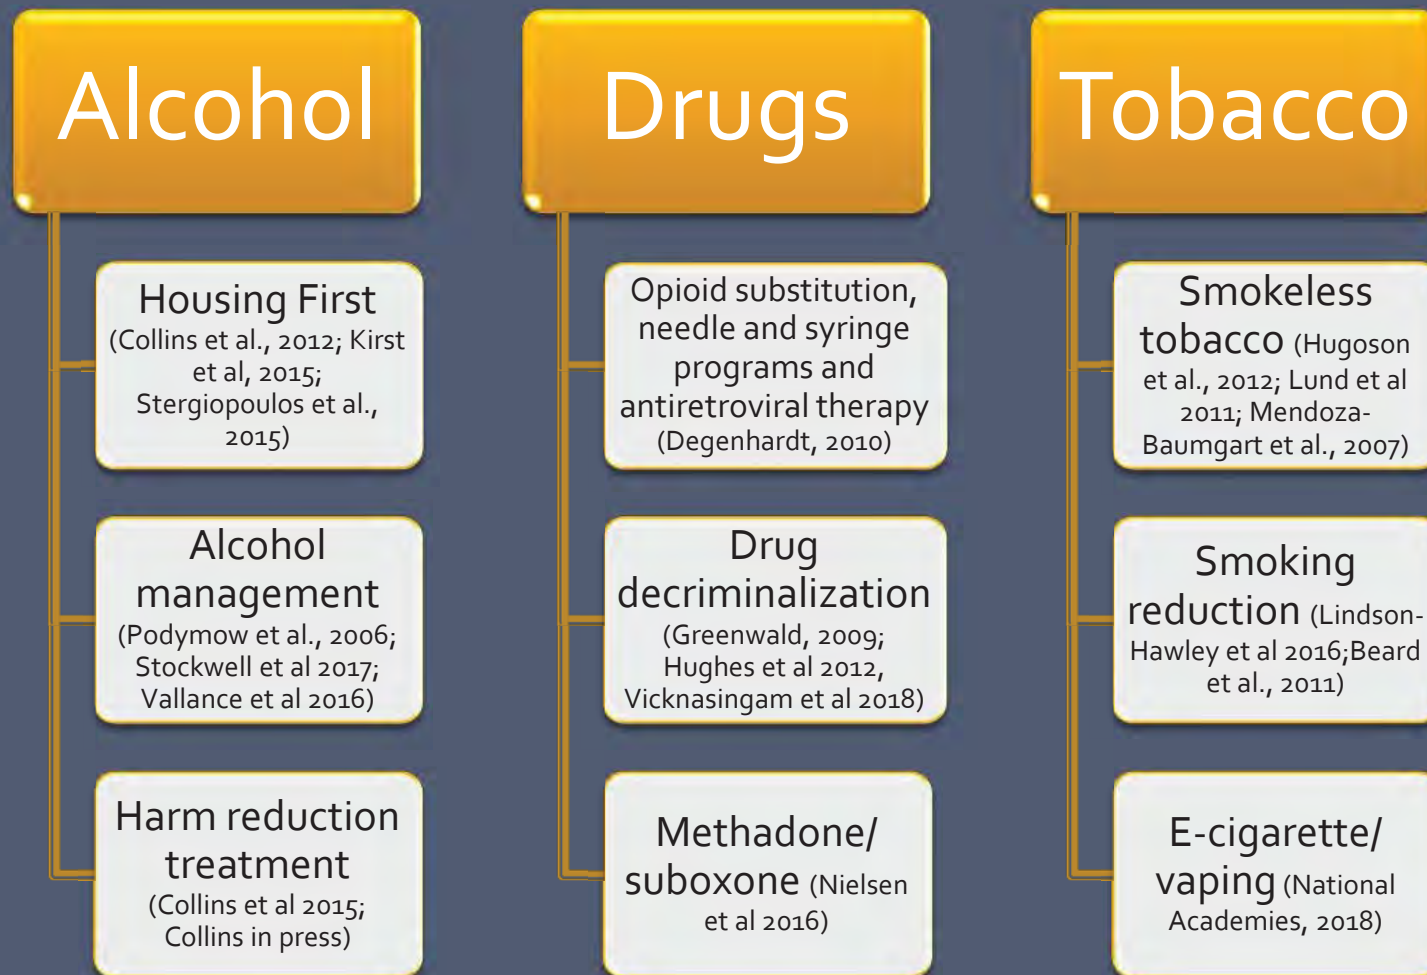 Alcohol
Housing First
(Collins et al., 2012; Kirst
et al, 2015;
Stergiopoulos et al.,
2015)
Alcohol
management
(Podymow et al., 2006;
Stockwell et al 2017;
Vallance et al 2016)
Harm reduction
treatment
(Collins et al 2015;
Collins in press)
Drugs
Opioid substitution,
needle and syringe
programs and
antiretroviral therapy
(Degenhardt, 2010)
Drug
decriminalization
(Greenwald, 2009;
Hughes et al 2012,
Vicknasingam et al 2018)
Methadone/
suboxone (Nielsen
et al 2016)
Tobacco
Smokeless
tobacco (Hugoson
et al., 2012; Lund et al
2011; Mendoza-
Baumgart et al., 2007)
Smoking
reduction (Lindson-
Hawley et al 2016;Beard
et al., 2011)
E-cigarette/
vaping (National
Academies, 2018)